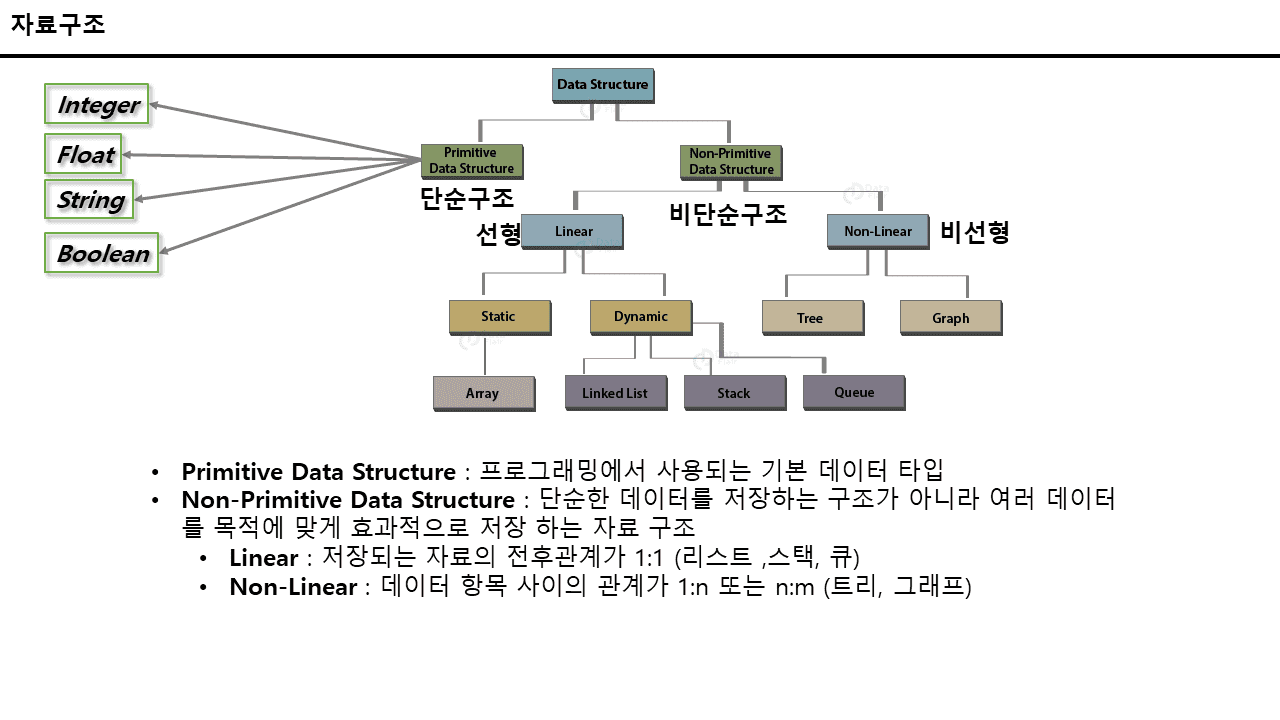 자료구조
Data Structure
Integer
Float
String
Boolean
Primitive
Data Structure
Non-Primitive
Data Structure
단순구조
비단순구조
선형
Linear
Non-Linear
비선형
Static
Dynamic
Tree
Graph
Array
Linked List
Stack
Queue
• Primitive Data Structure : 프로그래밍에서 사용되는 기본 데이터 타입
• Non-Primitive Data Structure : 단순한 데이터를 저장하는 구조가 아니라 여러 데이터
를 목적에 맞게 효과적으로 저장 하는 자료 구조
• Linear : 저장되는 자료의 전후관계가 1:1 (리스트 ,스택, 큐)
• Non-Linear : 데이터 항목 사이의 관계가 1:n 또는 n:m (트리, 그래프)